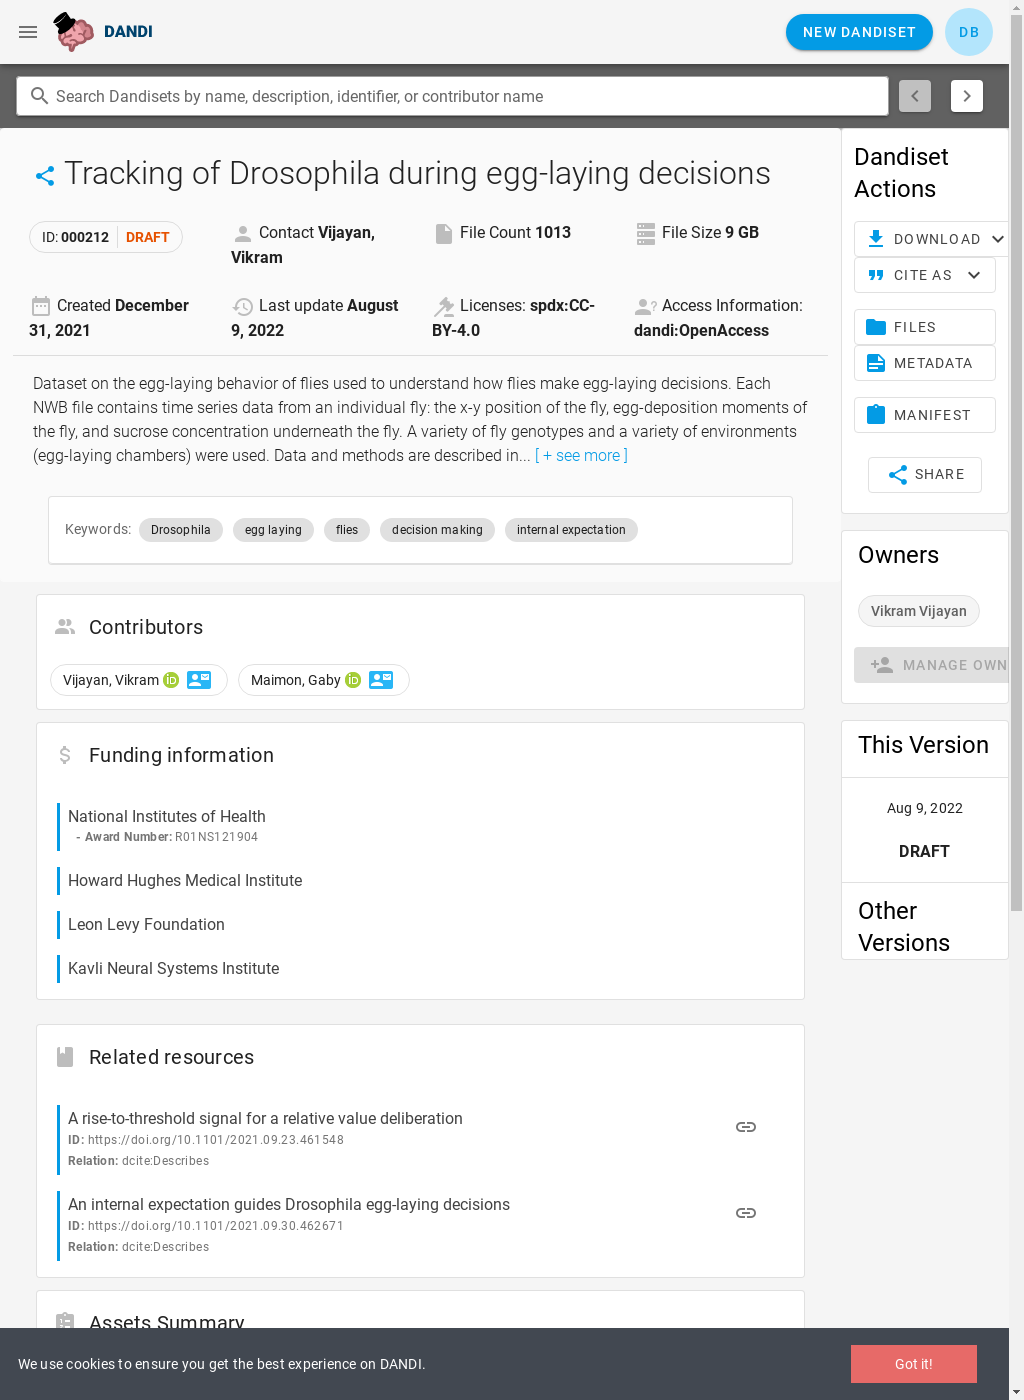 DANDI
NEW DANDISET
DB
Search Dandisets by name, description, identifier, or contributor name
Tracking of Drosophila during egg-laying decisions
ID: 000212 DRAFT
Contact Vijayan,
Vikram
File Count 1013
File Size 9 GB
Created December
31, 2021
Last update August
9, 2022
Licenses: spdx:CC-
BY-4.0
Access Information:
dandi:OpenAccess
Dataset on the egg-laying behavior of flies used to understand how flies make egg-laying decisions. Each
NWB file contains time series data from an individual fly: the x-y position of the fly, egg-deposition moments of
the fly, and sucrose concentration underneath the fly. A variety of fly genotypes and a variety of environments
(egg-laying chambers) were used. Data and methods are described in... [ + see more ]
Keywords: Drosophila egg laying flies decision making internal expectation
Contributors
Vijayan, Vikram iD Maimon, Gaby iD
Funding information
National Institutes of Health
- Award Number: R01NS121904
Howard Hughes Medical Institute
Leon Levy Foundation
Kavli Neural Systems Institute
Related resources
A rise-to-threshold signal for a relative value deliberation
ID: https://doi.org/10.1101/2021.09.23.461548
Relation: dcite:Describes
An internal expectation guides Drosophila egg-laying decisions
ID: https://doi.org/10.1101/2021.09.30.462671
Relation: dcite:Describes
Assets Summary
Dandiset
Actions
DOWNLOAD
CITE AS
FILES
METADATA
MANIFEST
SHARE
Owners
Vikram Vijayan
MANAGE OWN
This Version
Aug 9, 2022
DRAFT
Other
Versions
We use cookies to ensure you get the best experience on DANDI.
Got it!